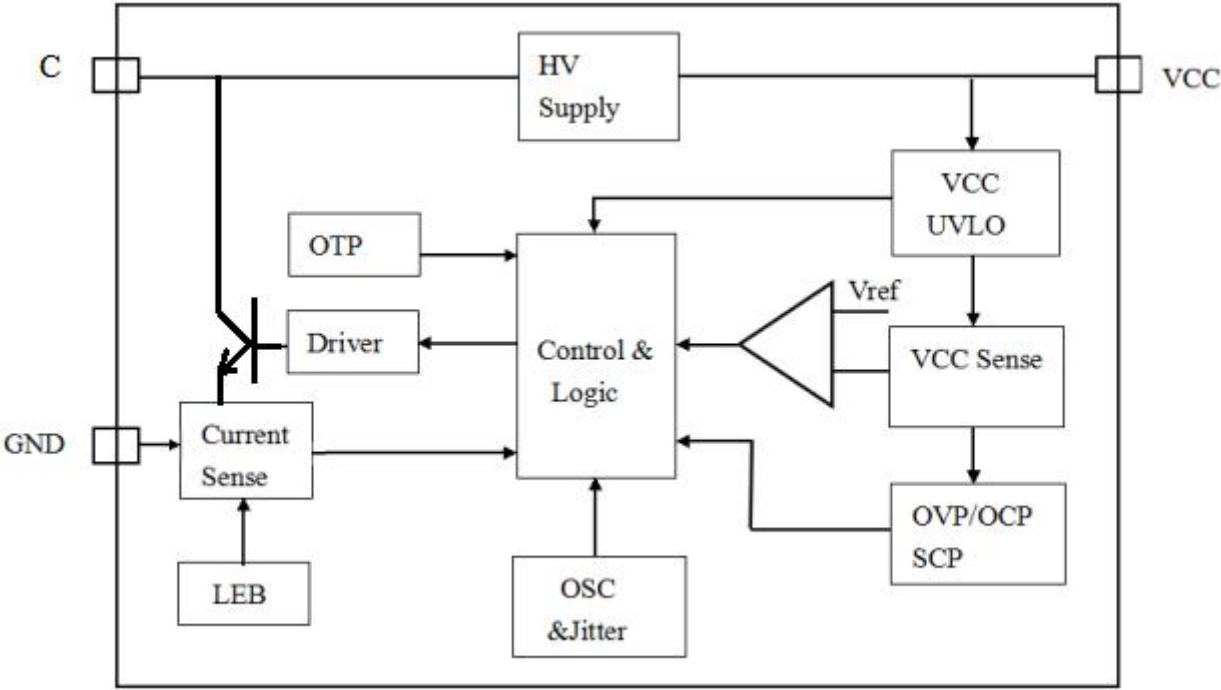 C
HV
Supply
VCC
VCC
UVLO
OTP
Vref
Driver
Control &
Logic
VCC Sense
GND
Current
Sense
OVP/OCP
SCP
LEB
OSC
&Jitter